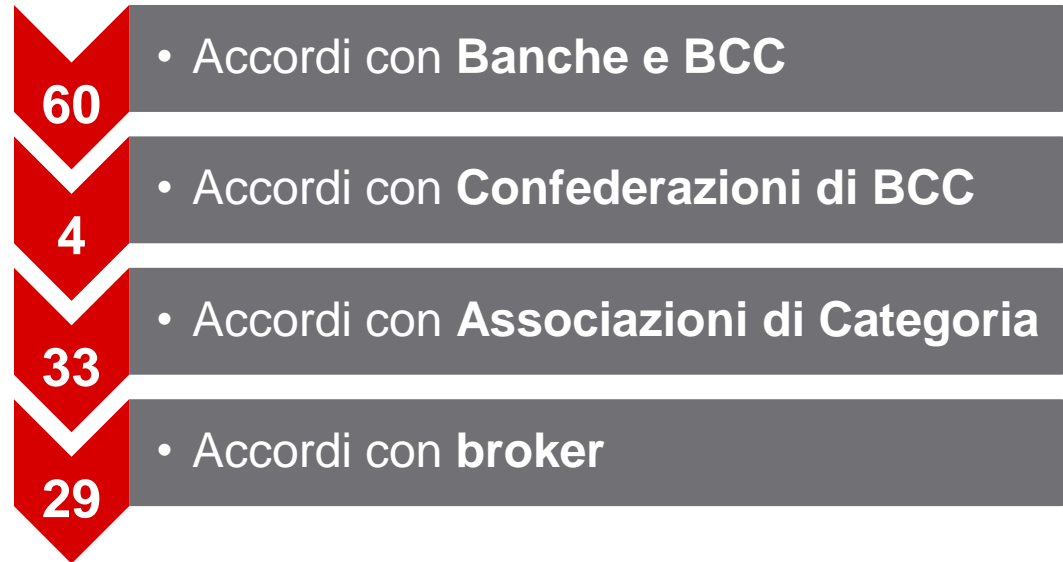 60
• Accordi con Banche e BCC
4
• Accordi con Confederazioni di BCC
33
• Accordi con Associazioni di Categoria
29
• Accordi con broker